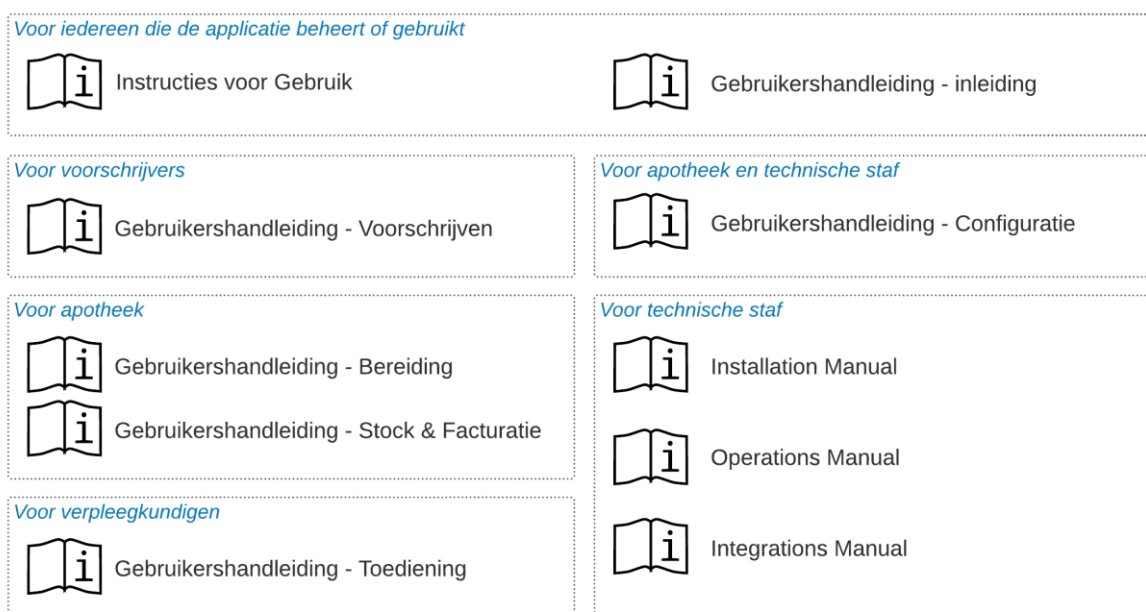 Voor iedereen die de applicatie beheert of gebruikt
Instructies voor Gebruik
Gebruikershandleiding - inleiding
Voor voorschrijvers
Gebruikershandleiding - Voorschrijven
Voor apotheek en technische staf
Gebruikershandleiding - Configuratie
Voor apotheek
Gebruikershandleiding - Bereiding
Gebruikershandleiding - Stock & Facturatie
Voor verpleegkundigen
Gebruikershandleiding - Toediening
Voor technische staf
Installation Manual
Operations Manual
Integrations Manual